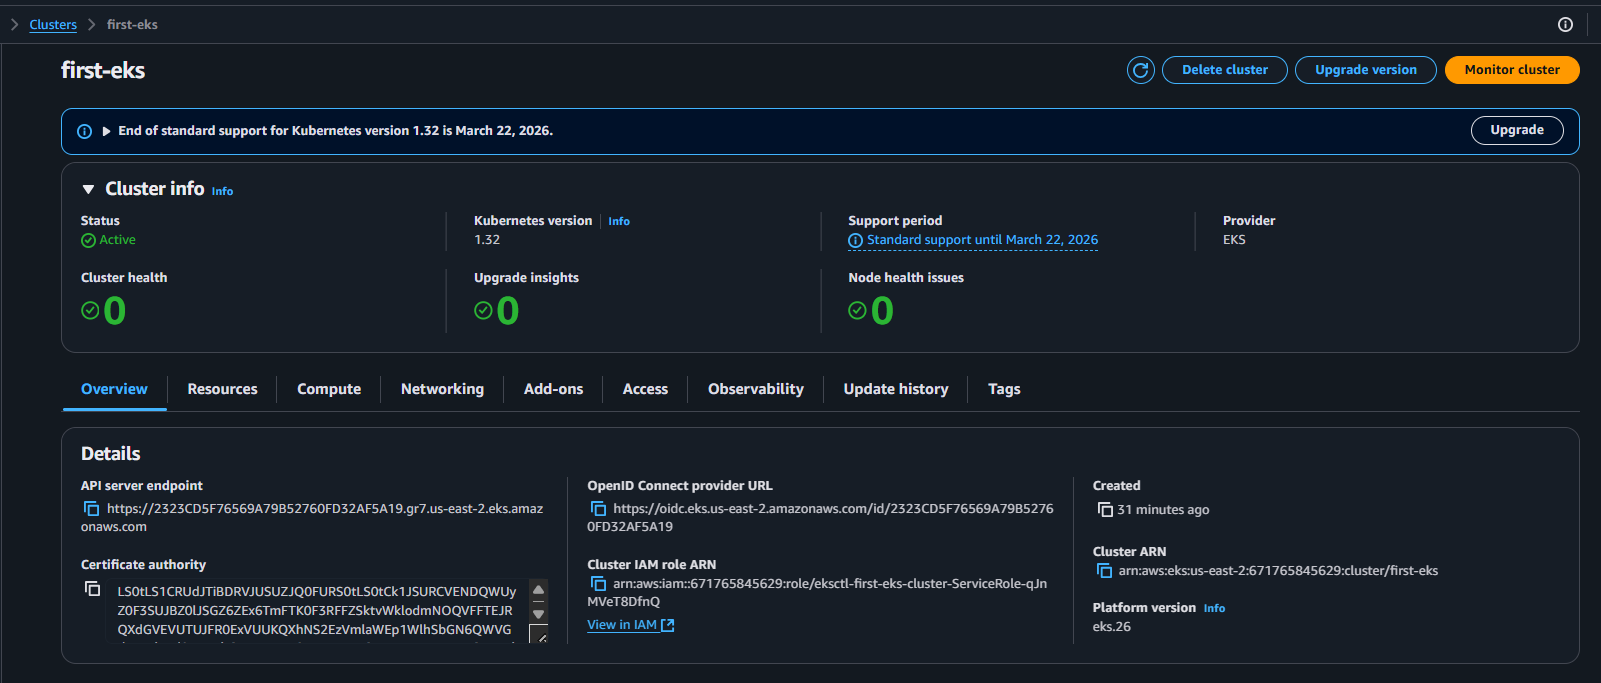 Clusters > first-eks
first-eks
Delete cluster
Upgrade version
Monitor cluster
End of standard support for Kubernetes version 1.32 is March 22, 2026.
Upgrade
Cluster info Info
Status
Active
Kubernetes version Info
1.32
Support period
Standard support until March 22, 2026
Provider
EKS
Cluster health
0
Upgrade insights
0
Node health issues
0
Overview
Resources
Compute
Networking
Add-ons
Access
Observability
Update history
Tags
Details
API server endpoint
https://2323CD5F76569A79B52760FD32AF5A19.gr7.us-east-2.eks.amaz
onaws.com
Certificate authority
LS0tLS1CRUdJTiBDRVJUSUZJQ0FURS0tLS0tCk1JSURCVENDQWUy
Z0F3SUJBZ0lJSGZ6ZEx6TmFTK0F3RFFZSktvWklodmNOQVFFTEJR
QXdGVEVUTUJFR0ExVUUKQXhNS2EzVmlaWEp1WlhSbGN6QWVG
OpenID Connect provider URL
https://oidc.eks.us-east-2.amazonaws.com/id/2323CD5F76569A79B5276
0FD32AF5A19
Cluster IAM role ARN
arn:aws:iam::671765845629:role/eksctl-first-eks-cluster-ServiceRole-qJn
MVeT8DfnQ
View in IAM
Created
31 minutes ago
Cluster ARN
arn:aws:eks:us-east-2:671765845629:cluster/first-eks
Platform version Info
eks.26